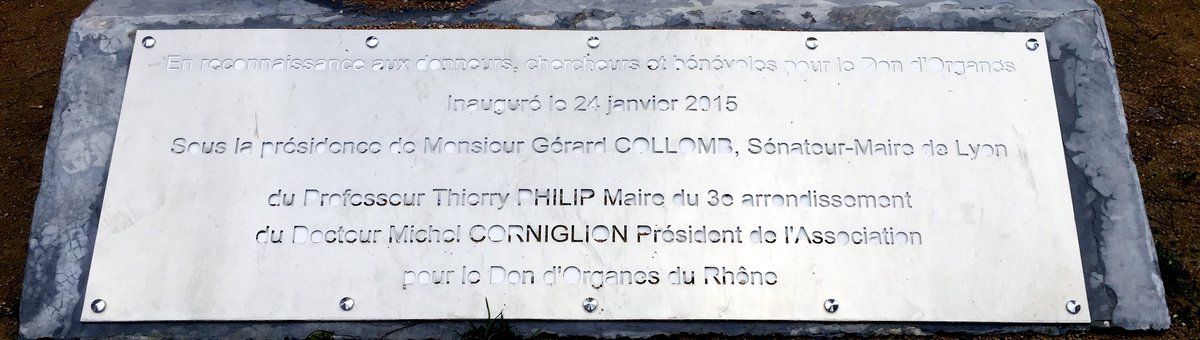 En reconnaissance aux donneurs, chercheurs et bénévoles pour le Don d'Organes
Inauguré le 24 janvier 2015
Sous la présidence de Monsieur Gérard COLLOMB, Sénateur-Maire de Lyon
du Professeur Thierry PHILIP Maire du 3e arrondissement
du Docteur Michel CORNIGLION Président de l'Association
pour le Don d'Organes du Rhône